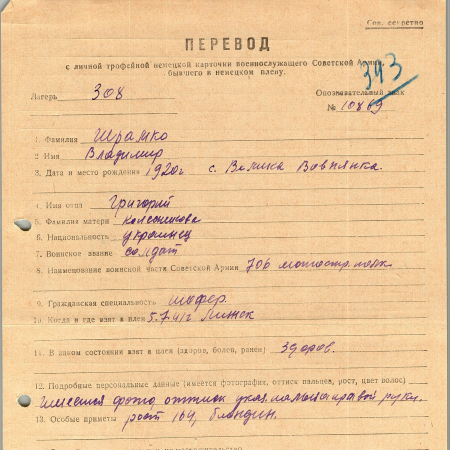 Сов. секретно
ПЕРЕВОД
с личной трофейной немецкой карточки военнослужащего Советской Армии,
бывшего в немецком плену.
343
Лагерь 308
Опознавательный знак
№ 10869
1. Фамилия Шрамко
2 Имя Владимир
3. Дата и место рождения 1920г с. Велика Вовнянка.
4. Имя отца Григорий
5. Фамилия матери Колесникова
6. Национальность украинец
7. Воинское звание солдат
8. Наименование воинской части Советской Армии 706 мотостр. полк.
9. Гражданская специальность шофер
10. Когда и где взят в плен 5.7.41г
11. В каком состоянии взят в плен (здоров, болен, ранен) здоров.
12. Подробные персональные данные (имеется фотография, оттиск пальцев, рост, цвет волос)
Имеется фото оттиск указ. пальца правой руки.
13. Особые приметы рост 164, блондин.